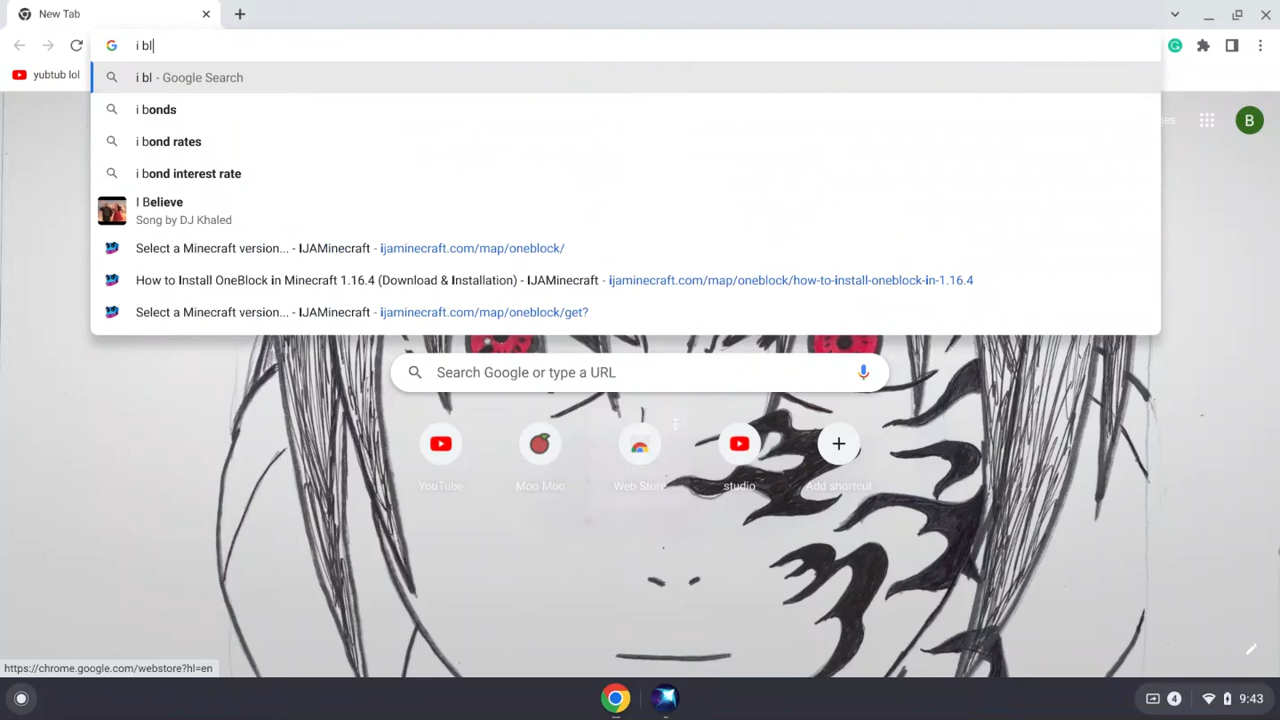 New Tab
i bl
yubtub lol
i bl - Google Search
i bonds
i bond rates
i bond interest rate
I Believe
Song by DJ Khaled
Select a Minecraft version... - IJAMinecraft - ijaminecraft.com/map/oneblock/
How to Install OneBlock in Minecraft 1.16.4 (Download & Installation) - IJAMinecraft - ijaminecraft.com/map/oneblock/how-to-install-oneblock-in-1.16.4
Select a Minecraft version... - IJAMinecraft - ijaminecraft.com/map/oneblock/get?
B
Search Google or type a URL
YouTube
Moo Moo
Web Store
studio
Add shortcut
https://chrome.google.com/webstore?hl=en
4
9:43